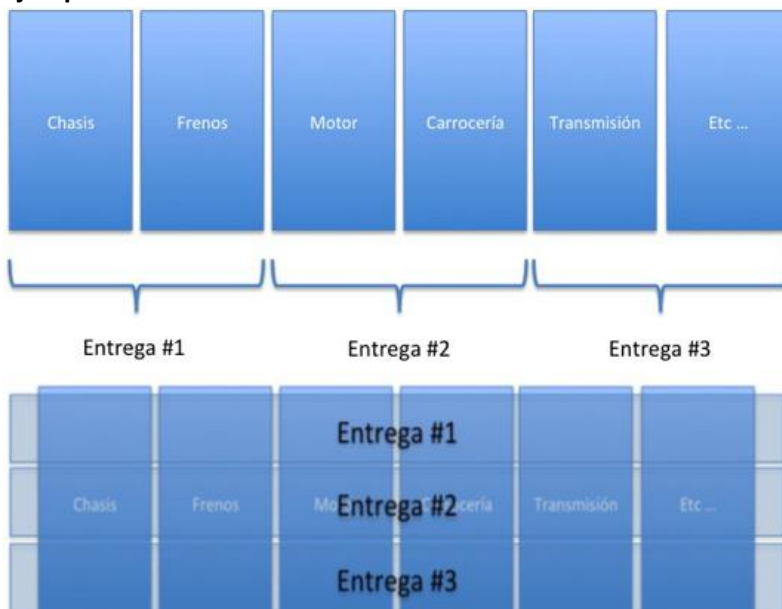 Chasis Frenos Motor Carrocería Transmisión Etc ...
Entrega #1 Entrega #2 Entrega #3
Entrega #1
Chasis Frenos Entrega #2 Transmisión Etc ...
Entrega #3